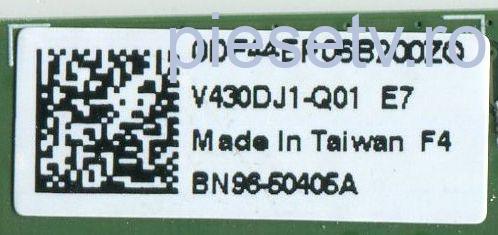 piesetv.ro
V430DJ1-Q01 E7
Made In Taiwan F4
BN96-50405A